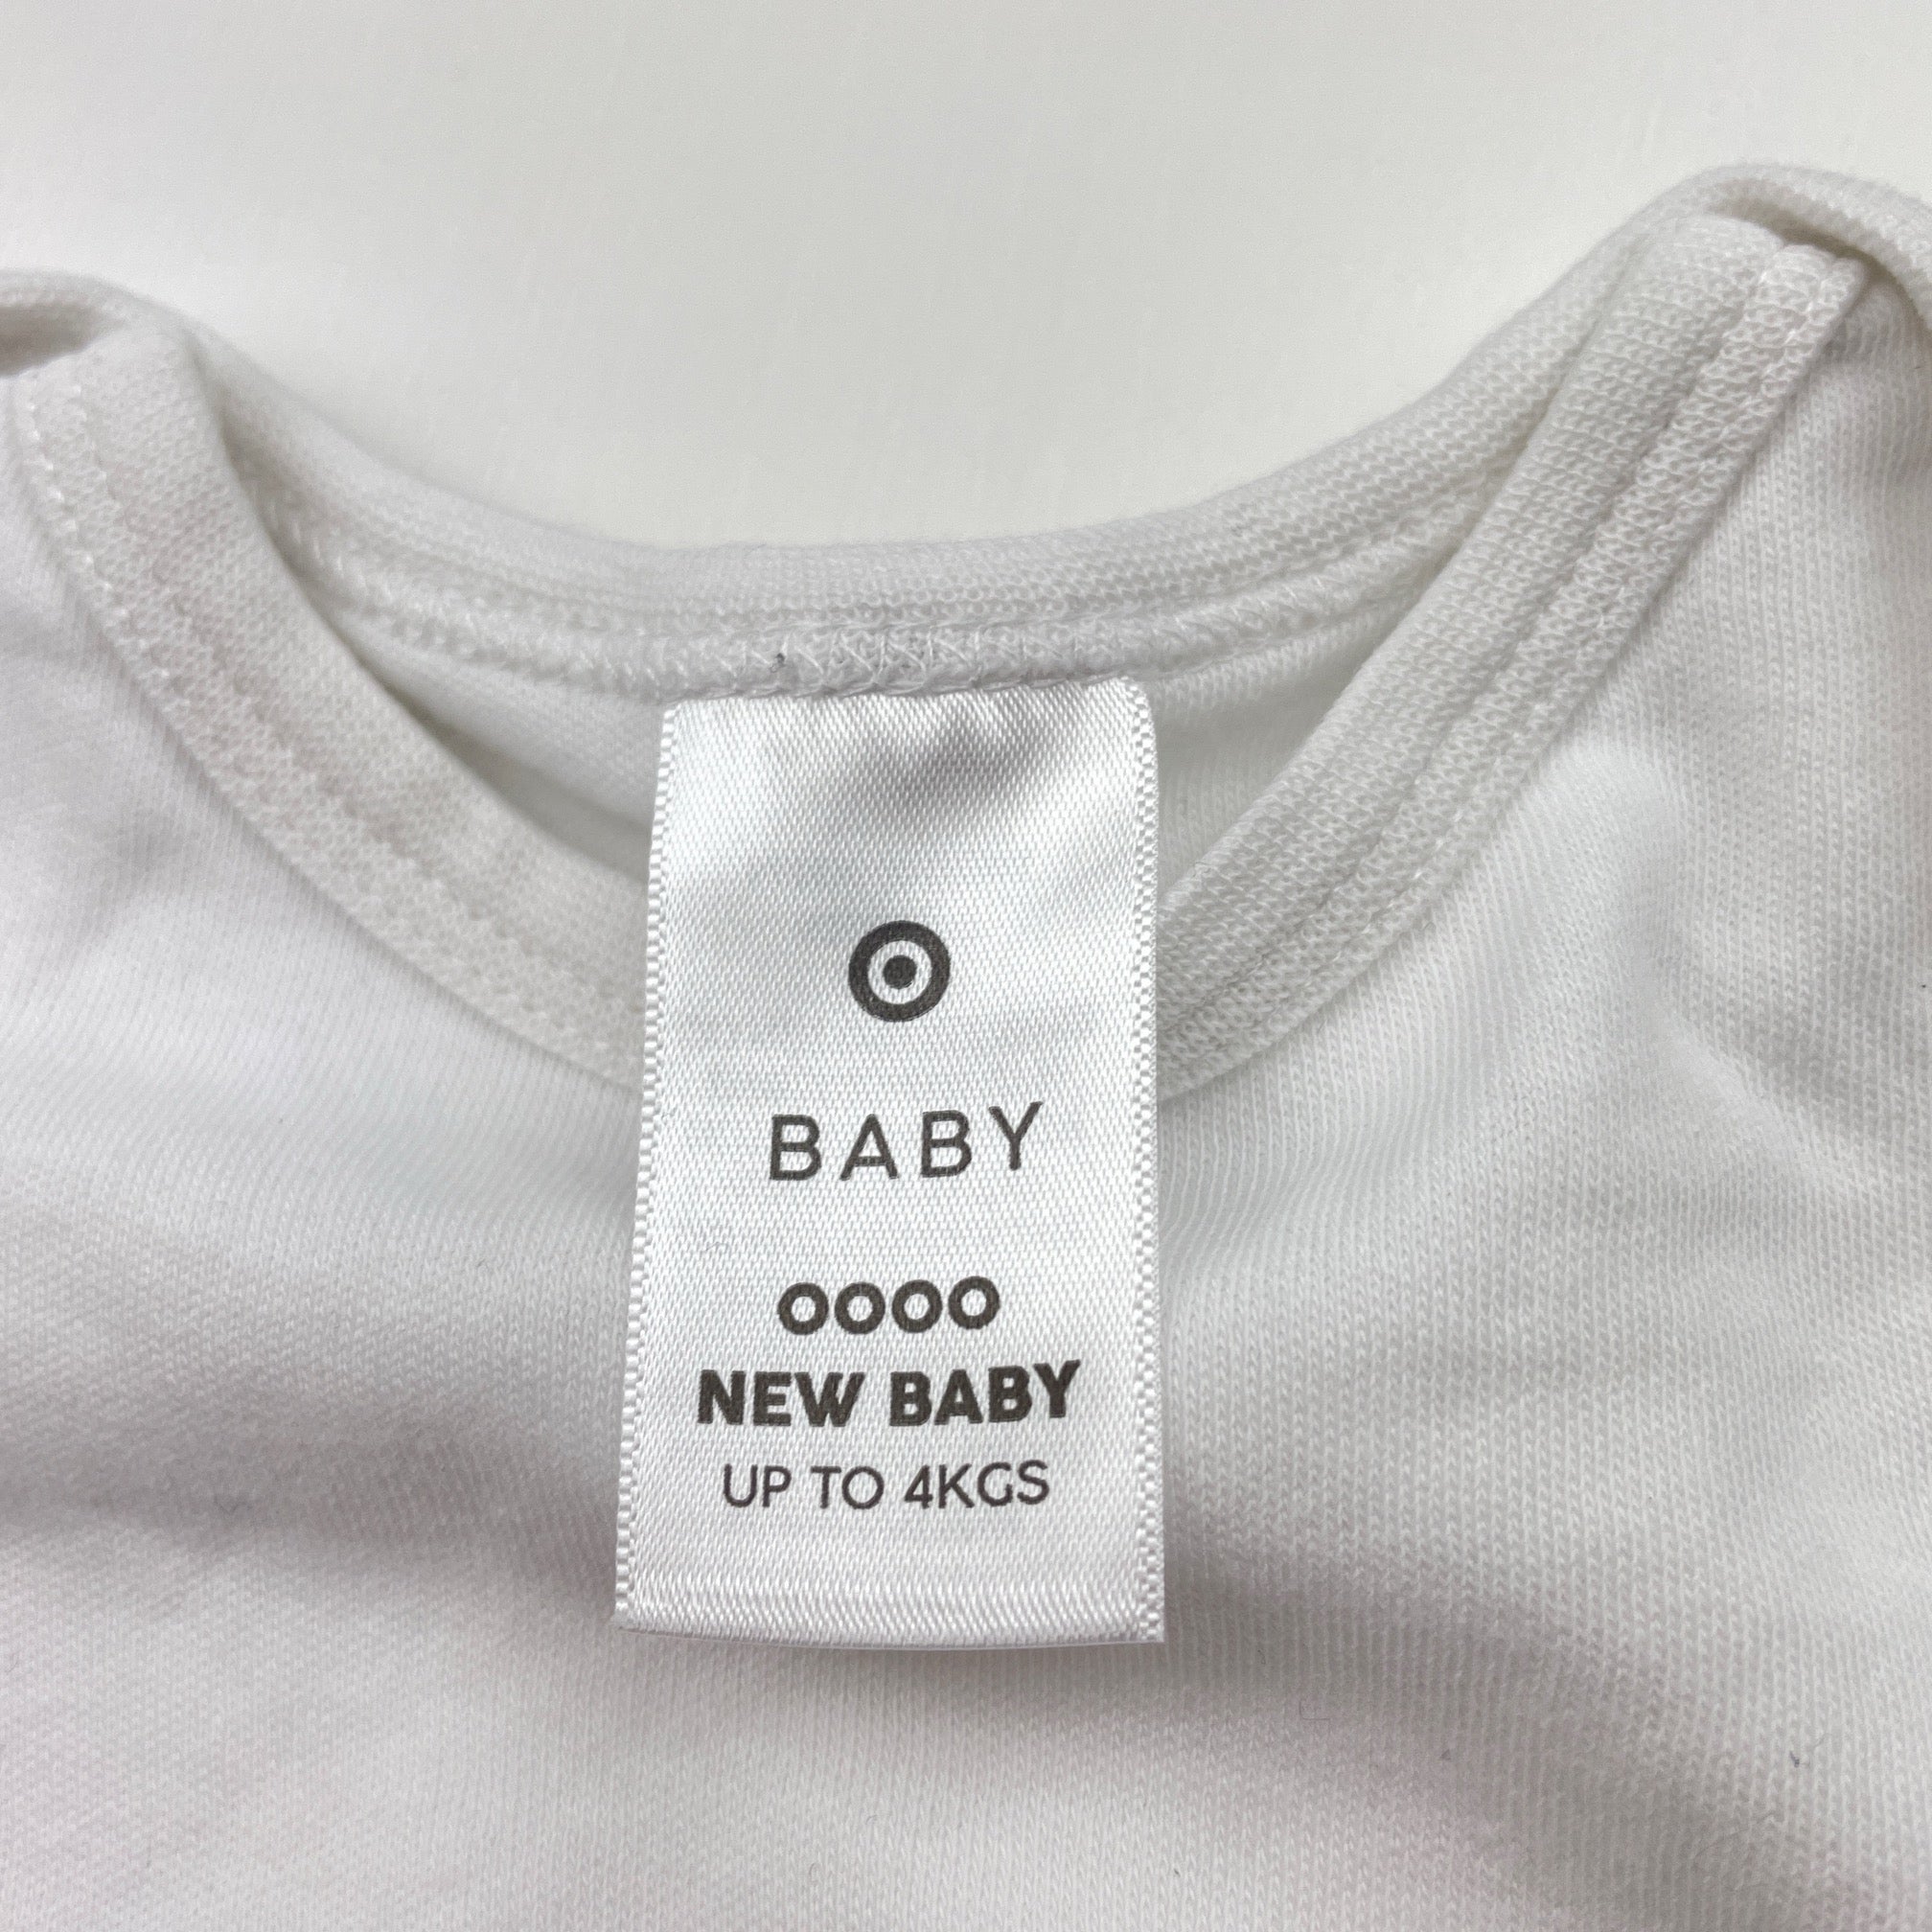 BABY
0000
NEW BABY
UP TO 4KGS